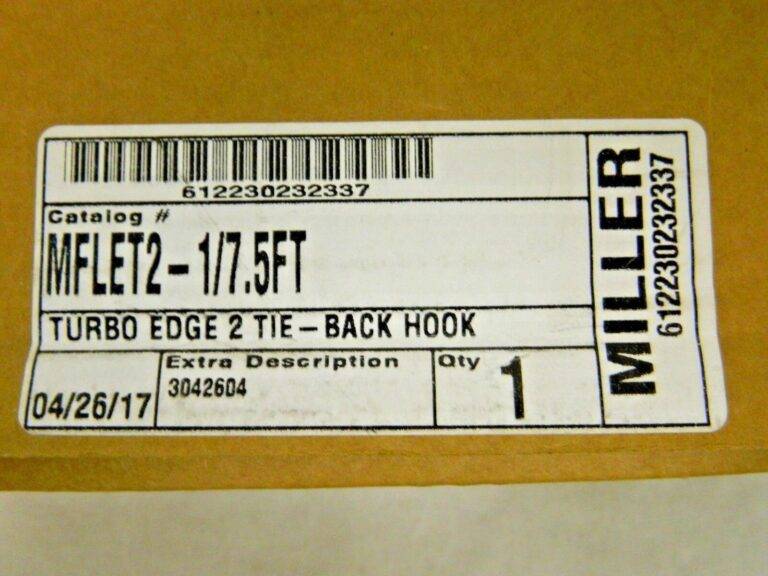 612230232337
Catalog #
MFLET2-1/7.5FT
TURBO EDGE 2 TIE-BACK HOOK
04/26/17
Extra Description
3042604
Qty
1
MILLER
612230232337